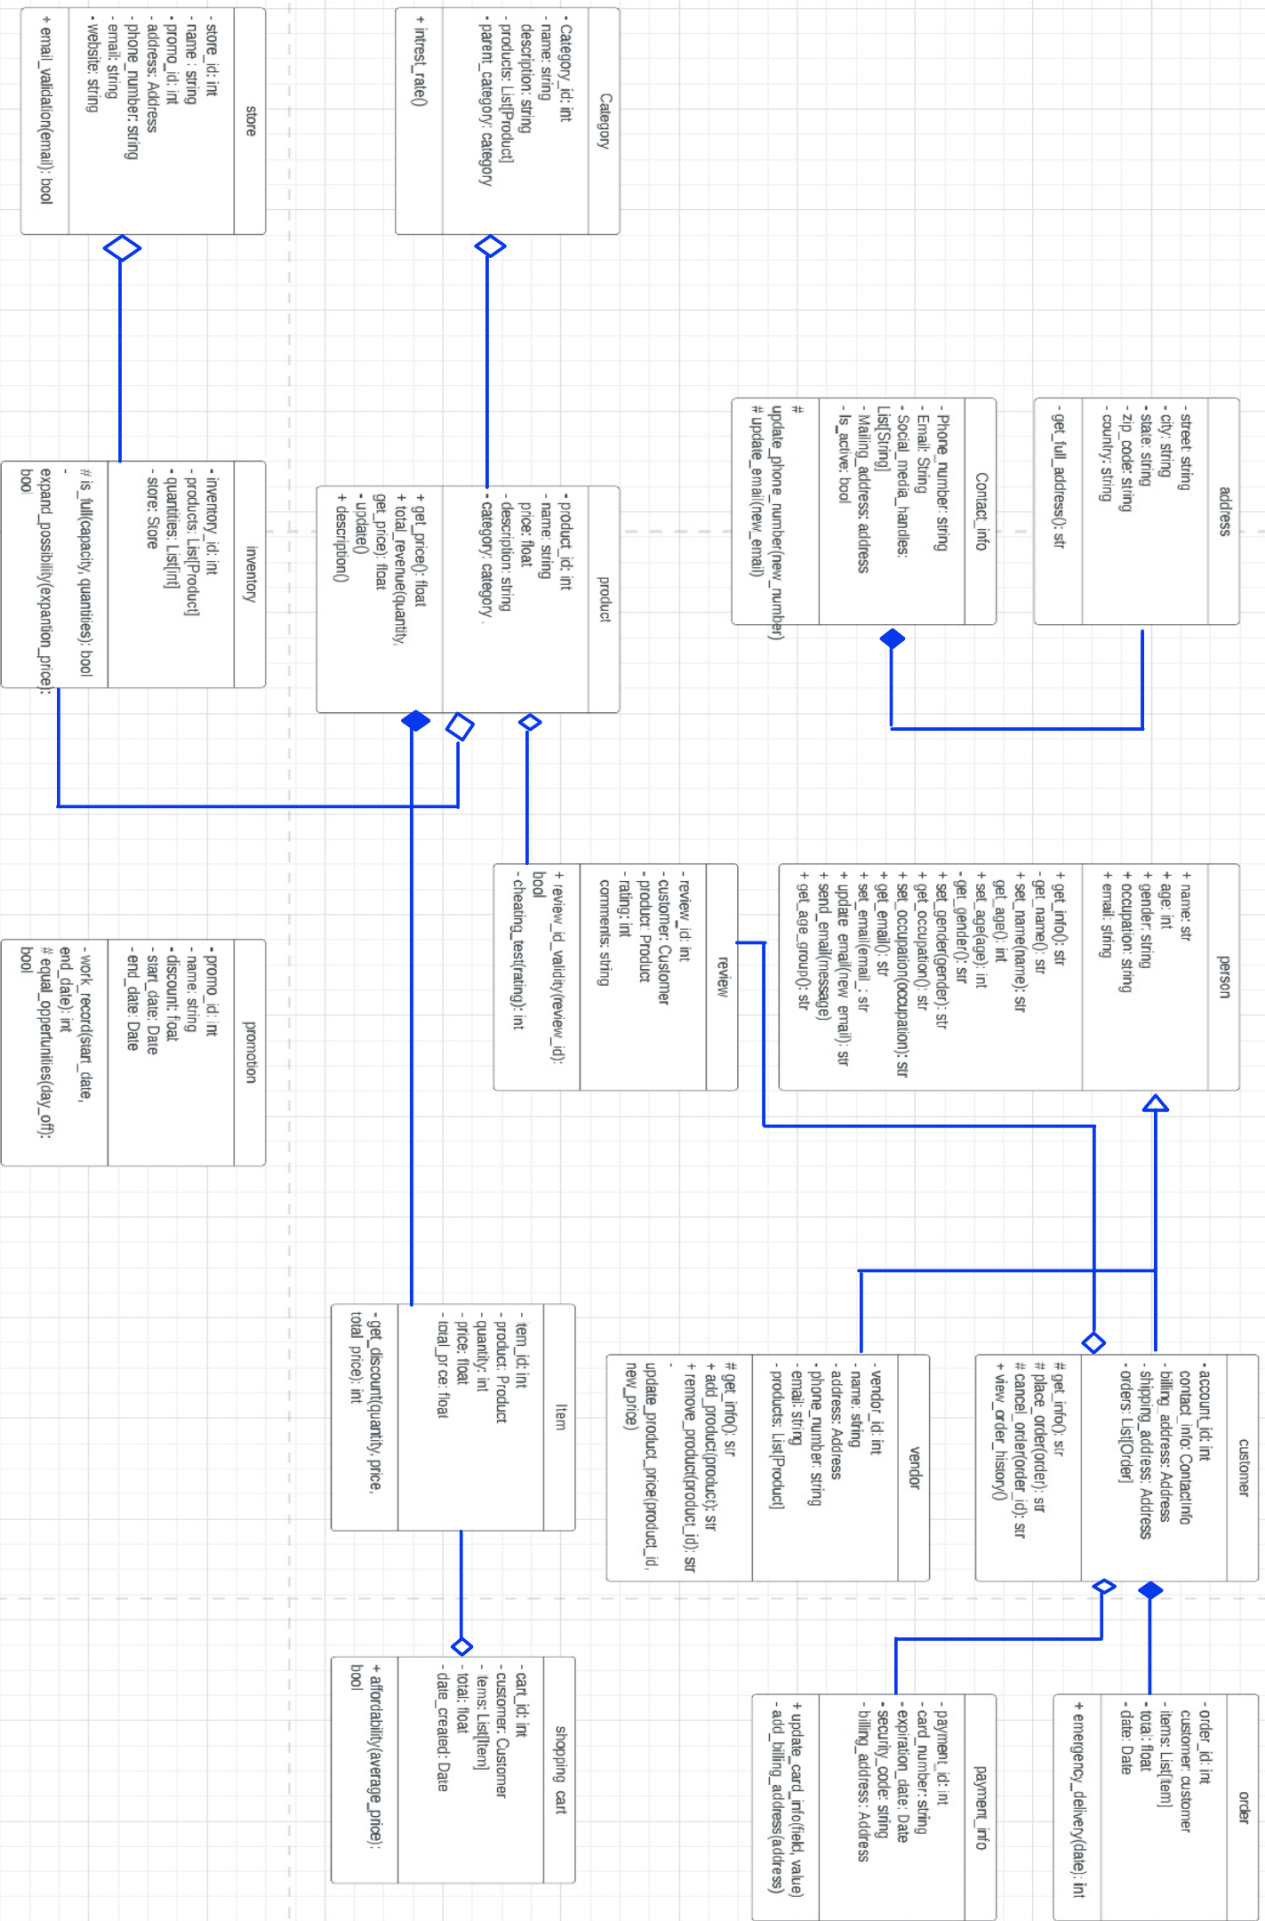 address
- street: string
- city: string
- state: string
- zip_code: string
- country: string
- get_full_address(): str
person
+ name: str
+ age: int
+ gender: string
+ occupation: string
+ email: string
+ get_info(): str
- get_name(): str
+ set_name(name): str
get_age(): int
+ set_age(age): int
- get_gender(): str
+ set_gender(gender): str
+ get_occupation(): str
+ set_occupation(occupation): str
+ get_email(): str
+ set_email(email_: str
+ update_email(new_email): str
+ send_email(message)
+ get_age_group(): str
customer
- account_id: int
contact_info: ContactInfo
- billing_address: Address
- shipping_address: Address
- orders: List[Order]
# get_info(): str
# place_order(order): str
# cancel_order(order_id): str
+ view_order_history()
order
- order_id: int
customer: customer
- items: List[Item]
- total: float
- date: Date
+ emergency_delivery(date): int
Contact_info
- Phone_number: string
- Email: String
- Social_media_handles:
List[String]
- Mailing_address: address
- Is_active: bool
#
update_phone_number(new_number)
# update_email(new_email)
vendor
- vendor_id: int
- name: string
- address: Address
- phone_number: string
- email: string
- products: List[Product]
# get_info(): str
+ add_product(product): str
+ remove_product(product_id): str
-
update_product_price(product_id,
new_price)
payment_info
- payment_id: int
- card_number: string
- expiration_date: Date
- security_code: string
- billing_address: Address
+ update_card_info(field, value)
- add_billing_address(address)
review
- review_id: int
- customer: Customer
- product: Product
- rating: int
comments: string
+ review_id_validity(review_id):
bool
- cheating_test(rating): int
Category
- Category_id: int
- name: string
description: string
- products: List[Product]
- parent_category: category
+ intrest_rate()
product
- product_id: int
- name: string
price: float
- description: string
- category: category .
+ get_price(): float
+ total_revenue(quantity,
get_price): float
- update()
+ description()
Item
- tem_id: int
- product: Product
- quantity: int
- price: float
- total_pr ce: float
- get_discount(quantity, price,
total_price): int
shopping_cart
- cart_id: int
- customer: Customer
- tems: List[Item]
- total: float
- date_created: Date
+ affordability(average_price):
bool
store
- store_id: int
- name : string
- promo_id: int
- address: Address
- phone_number: string
- email: string
- website: string
+ email_validation(email): bool
inventory
- inventory_id: int
- products: List[Product]
- quantities: List[int]
- store: Store
# is_full(capacity, quantities): bool
-
expand_possibility(expantion_price):
bool
promotion
- promo_id: int
- name: string
- discount: float
- start_date: Date
- end_date: Date
- work_record(start_date,
end_date): int
# equal_oppertunities(day_off):
bool